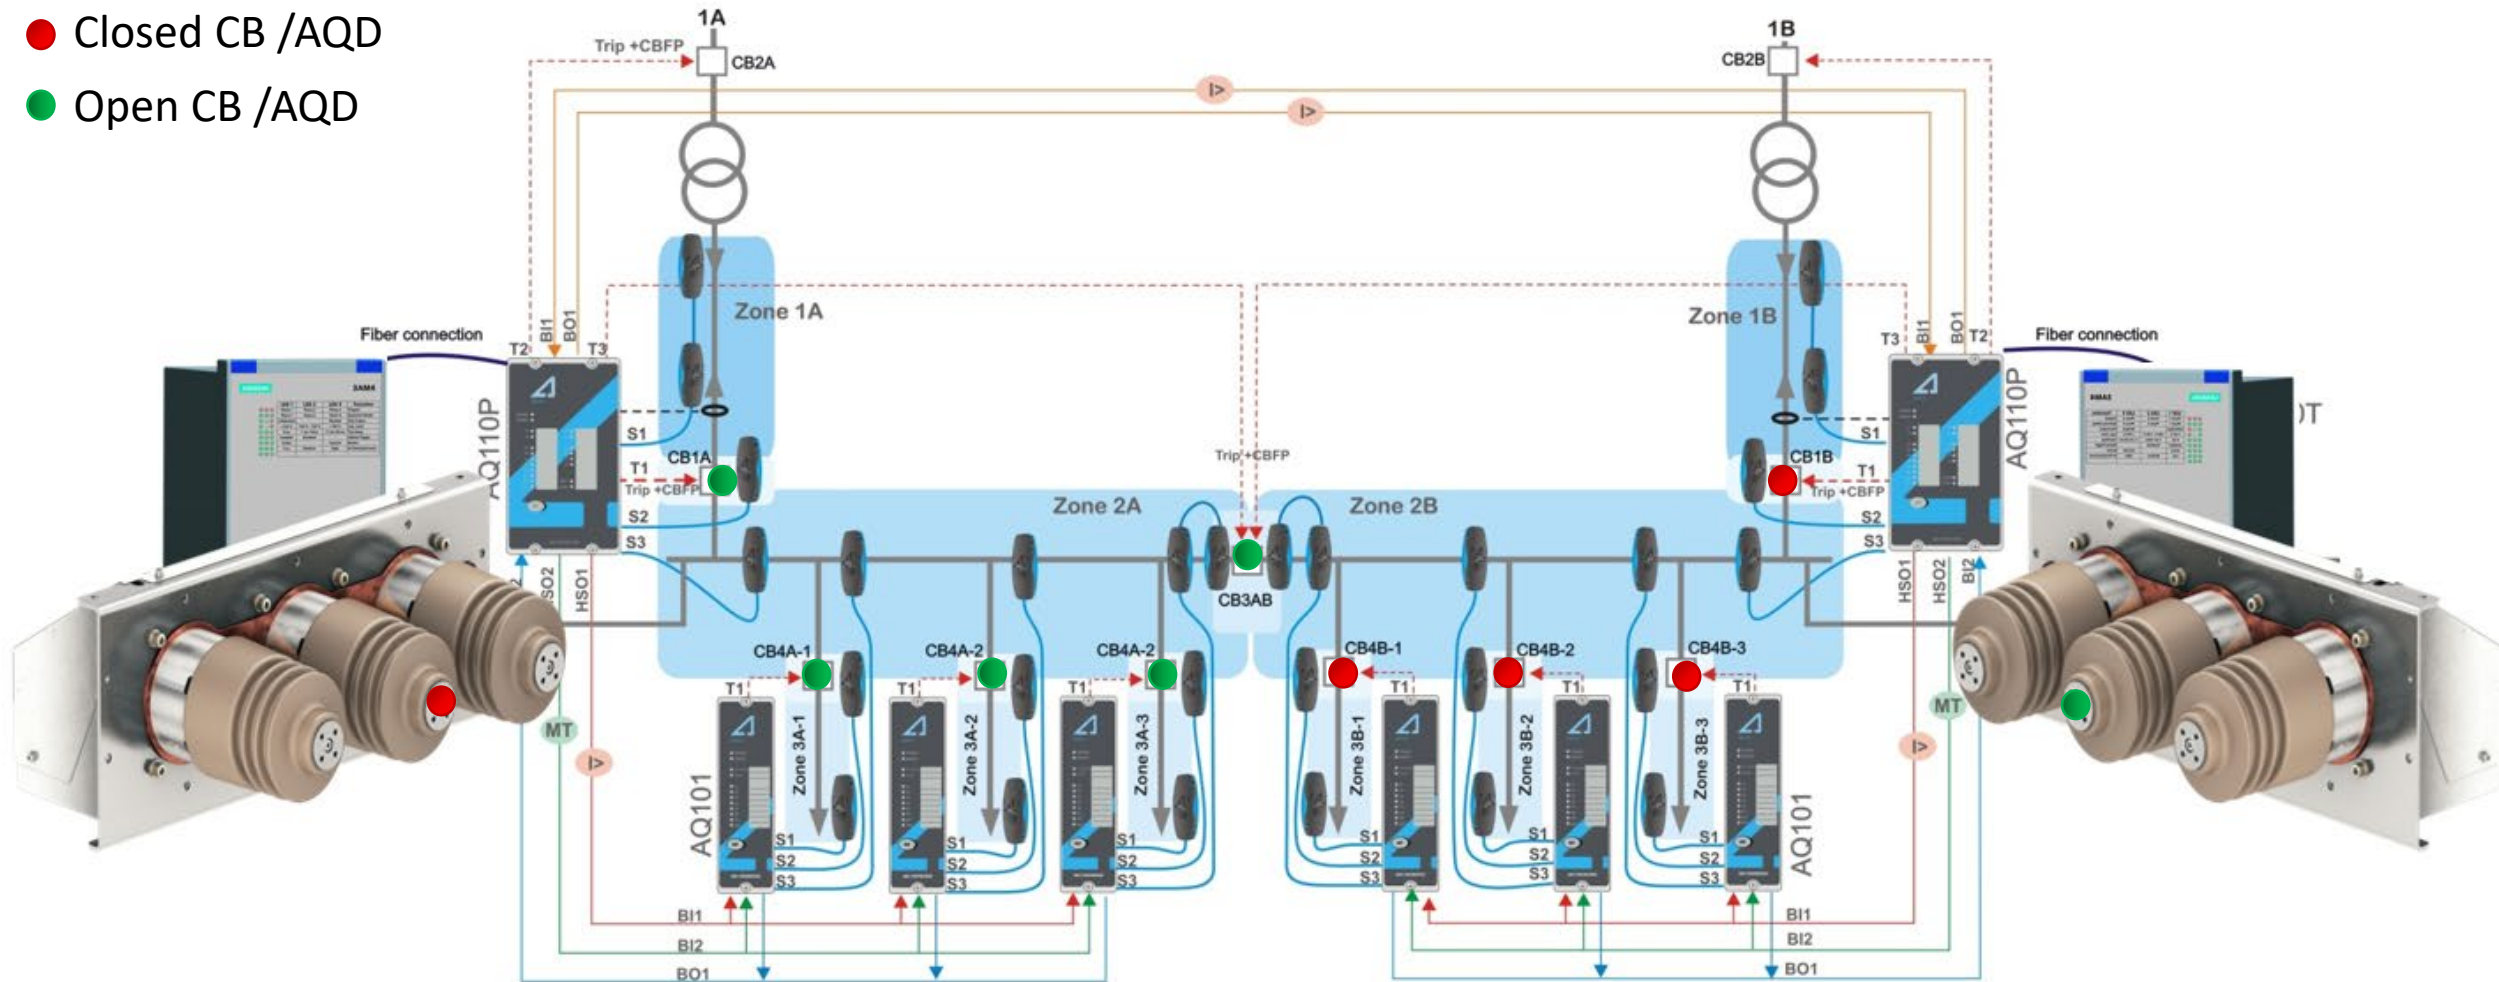 Closed CB /AQD
Open CB /AQD
1A
1B
Trip +CBFP
CB2A
CB2B
I>
I>
Zone 1A
Zone 1B
Fiber connection
Fiber connection
T2
BI1
BO1
T3
T3
BI1
BO1
T2
AQ110P
AQ110P
S1
S1
CB1A
CB1B
T1
T1
Trip +CBFP
Trip +CBFP
Trip +CBFP
S2
S2
S3
S3
Zone 2A
Zone 2B
HSO1
HSO1
HSO2
BI2
CB3AB
CB4A-1
CB4A-2
CB4A-2
CB4B-1
CB4B-2
CB4B-3
T1
T1
T1
T1
T1
T1
MT
MT
I>
I>
Zone 3A-1
Zone 3A-2
Zone 3A-3
Zone 3B-1
Zone 3B-2
Zone 3B-3
AQ101
AQ101
S1
S2
S3
S1
S2
S3
S1
S2
S3
S1
S2
S3
S1
S2
S3
S1
S2
S3
BI1
BI2
BO1
BI1
BI2
BO1